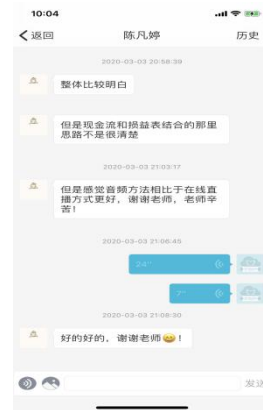 10:04
返回 陈凡婷 历史
2020-03-03 20:58:39
整体比较明白
但是现金流和损益表结合的那里
思路不是很清楚
2020-03-03 21:03:17
但是感觉音频方法相比于在线直
播方式更好，谢谢老师，老师辛
苦！
2020-03-03 21:06:45
24''
7''
2020-03-03 21:08:50
好的好的，谢谢老师😄！
发送